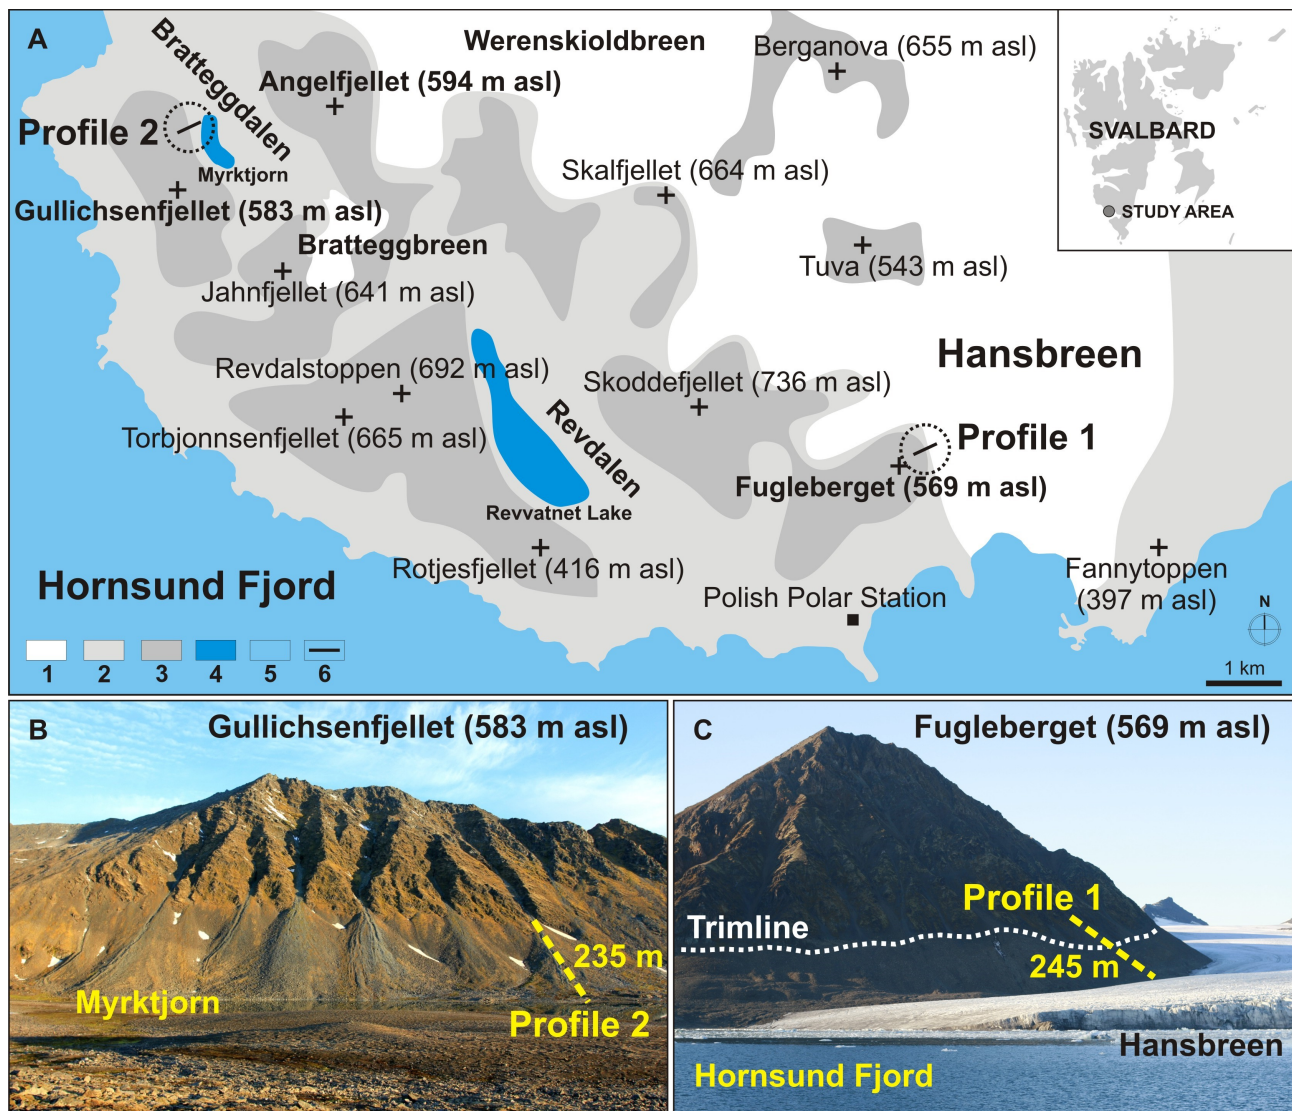 A
Werenskioldbreen
Berganova (655 m asl)
Bratteggdalen
Angelfjellet (594 m asl)
SVALBARD
STUDY AREA
Profile 2
Myrktjorn
Skalfjellet (664 m asl)
Gullichsenfjellet (583 m asl)
Bratteggbreen
Tuva (543 m asl)
Jahnfjellet (641 m asl)
Hansbreen
Revdalstoppen (692 m asl)
Skoddefjellet (736 m asl)
Revdalen
Torbjonnsenfjellet (665 m asl)
Profile 1
Fugleberget (569 m asl)
Revvatnet Lake
Rotjesfjellet (416 m asl)
Fannytoppen
(397 m asl)
Hornsund Fjord
Polish Polar Station
N
1 km
1 2 3 4 5 6
B
Gullichsenfjellet (583 m asl)
235 m
Myrktjorn
Profile 2
C
Fugleberget (569 m asl)
Profile 1
Trimline
245 m
Hansbreen
Hornsund Fjord